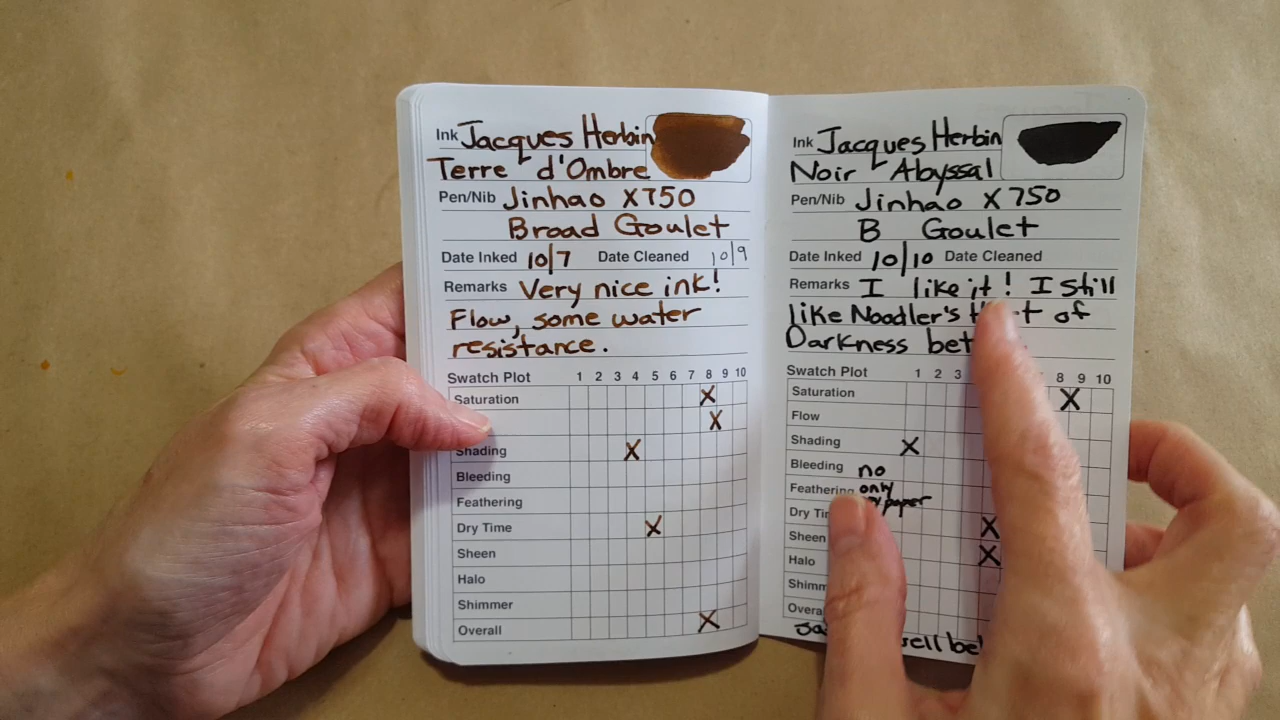 Ink Jacques Herbin
Terre d'Ombre
Pen/Nib Jinhao X750
Broad Goulet
Date Inked 10/7 Date Cleaned 10/9
Remarks Very nice ink!
Flow, some water
resistance.
Swatch Plot 1 2 3 4 5 6 7 8 9 10
Saturation X
X
Shading X
Bleeding
Feathering
Dry Time X
Sheen
Halo
Shimmer
Overall X
Ink Jacques Herbin
Noir Abyssal
Pen/Nib Jinhao X750
B Goulet
Date Inked 10/10 Date Cleaned
Remarks I like it! I still
like Noodler's of
Darkness
Swatch Plot 1 2 3 8 9 10
Saturation X
Flow
Shading X
Bleeding no
Feathering only
paper
Dry X
Sheen X
Halo X